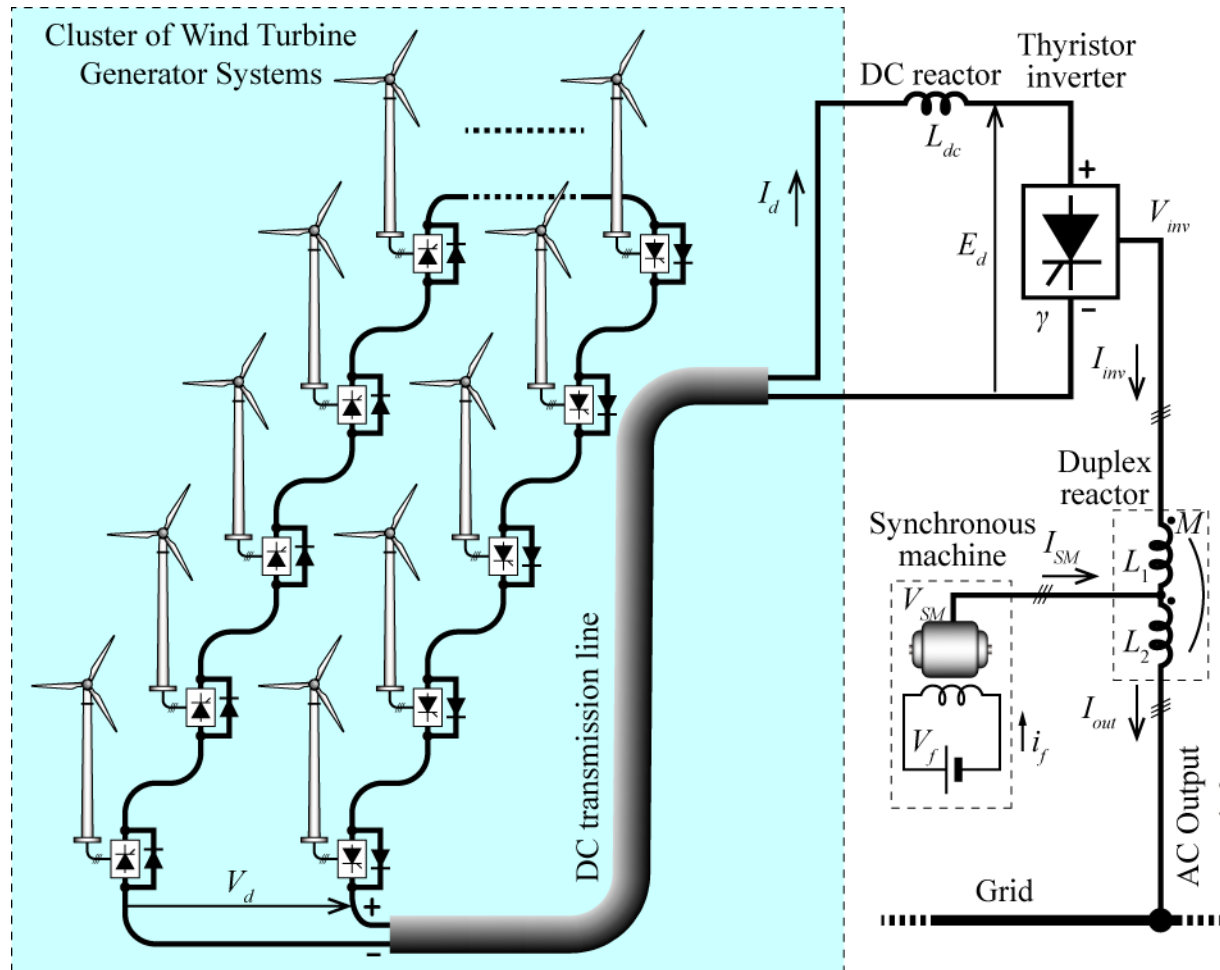 Cluster of Wind Turbine
Generator Systems
Thyristor
inverter
DC reactor
L_dc
I_d
E_d
+
−
γ
V_inv
I_inv
Duplex
reactor
M
L_1
L_2
Synchronous
machine
I_SM
V_SM
V_f
i_f
I_out
AC Output
DC transmission line
V_d
+
−
Grid